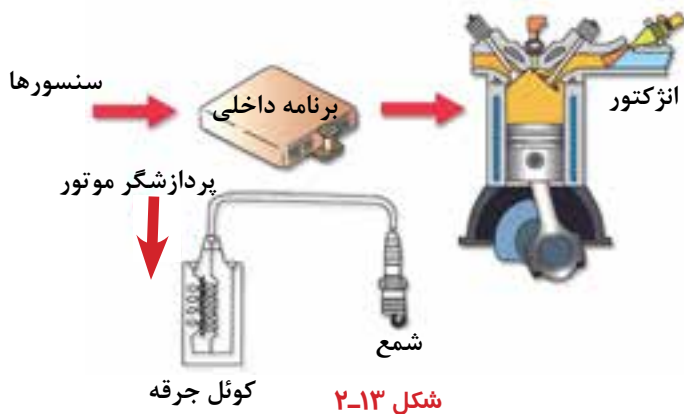 سنسورها
برنامه داخلی
انژکتور
پردازشگر موتور
شمع
کوئل جرقه
شکل ۱۳ـ۲